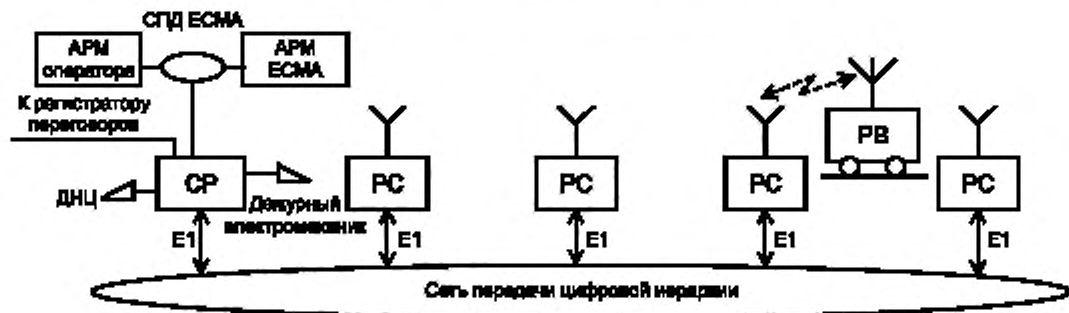 СПД ЕСМА
АРМ
оператора
АРМ
ЕСМА
К регистратору
переговоров
СР
РС
РС
РС
РВ
РС
ДНЦ
Дежурный
электромеханик
Е1
Е1
Е1
Е1
Е1
Сеть передачи цифровой иерархии